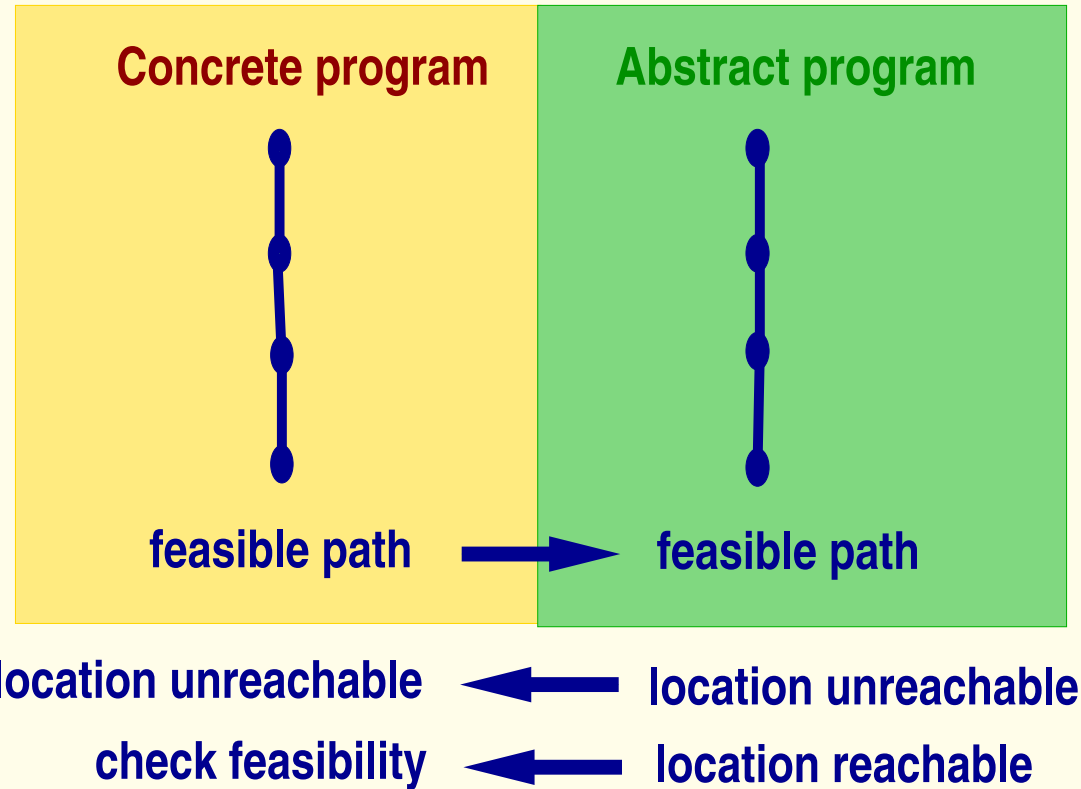 Concrete program
Abstract program
feasible path
feasible path
location unreachable
location unreachable
check feasibility
location reachable